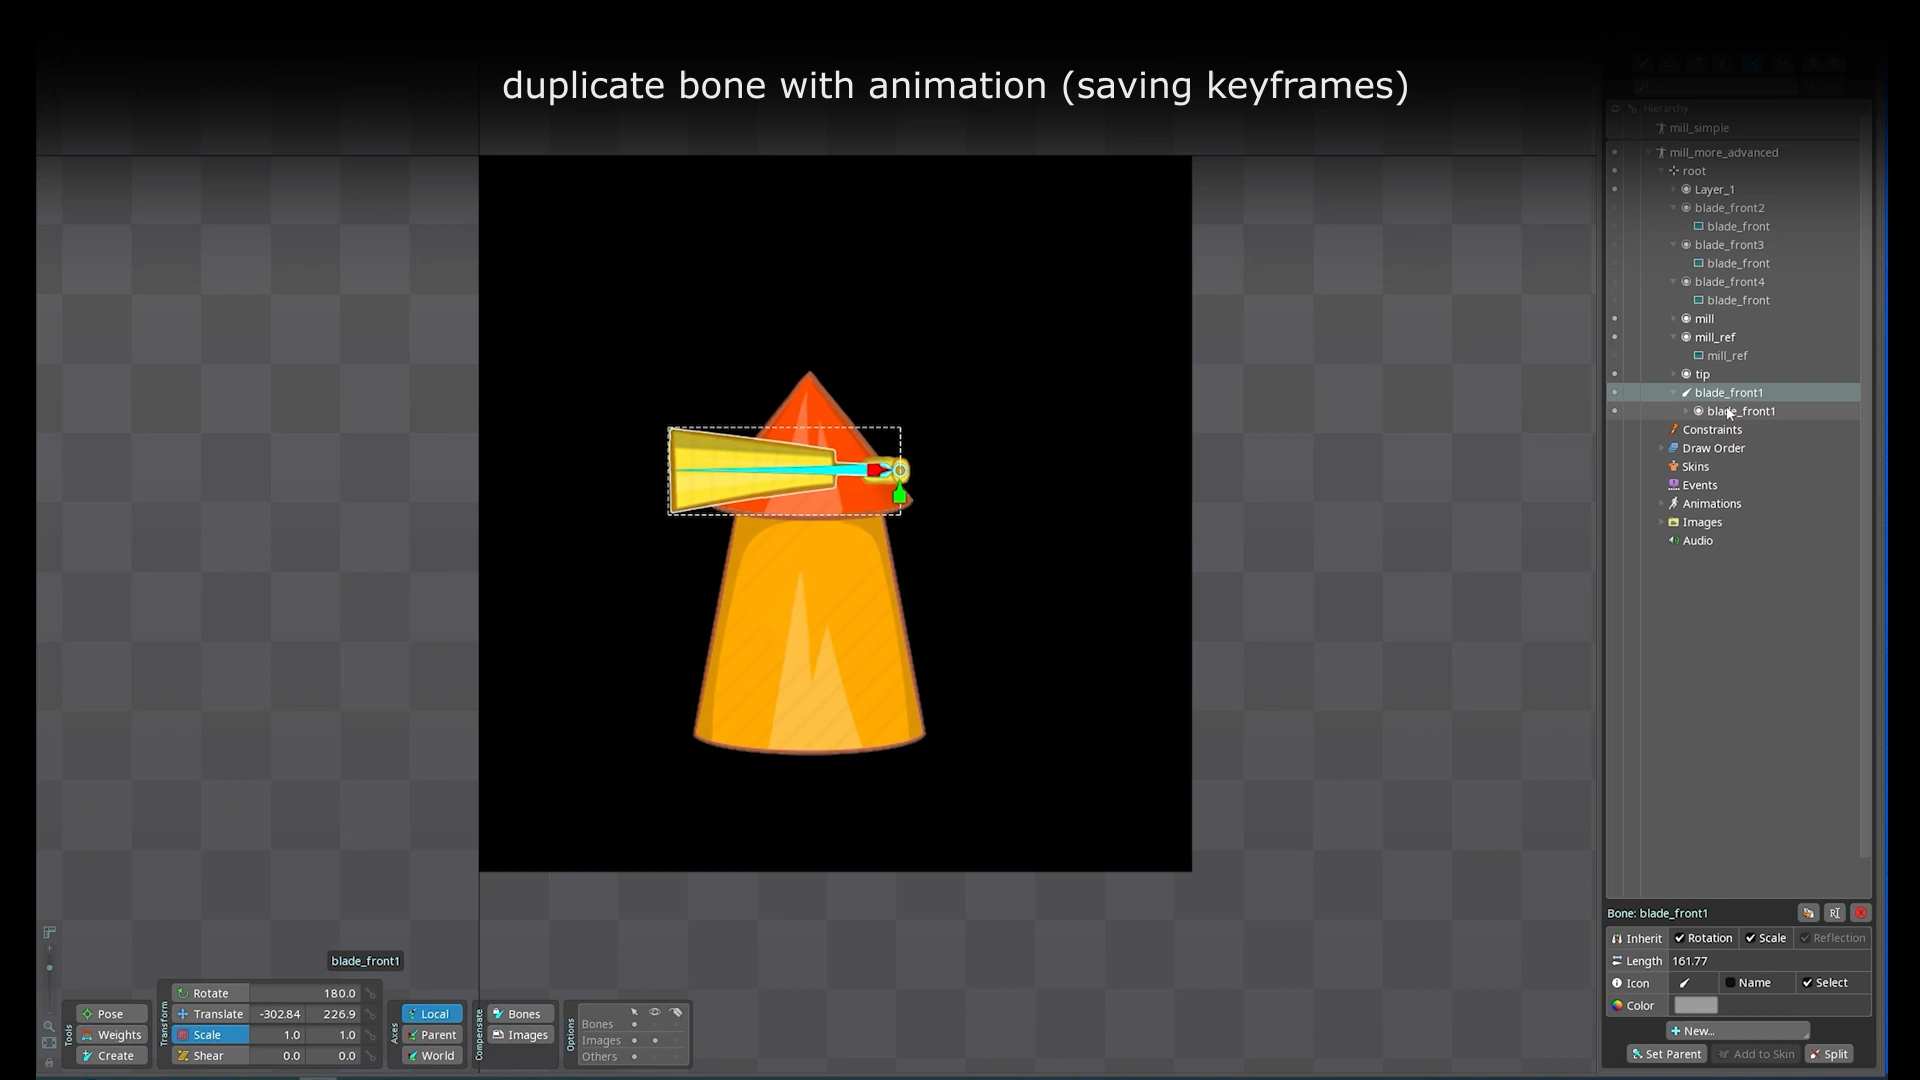 duplicate bone with animation (saving keyframes)
Hierarchy
mill_simple
mill_more_advanced
root
Layer_1
blade_front2
blade_front
blade_front3
blade_front
blade_front4
blade_front
mill
mill_ref
mill_ref
tip
blade_front1
blade_front1
Constraints
Draw Order
Skins
Events
Animations
Images
Audio
Bone: blade_front1
Inherit Rotation Scale Reflection
Length 161.77
Icon Name Select
Color
New...
Set Parent Add to Skin Split
blade_front1
Tools
Pose
Weights
Create
Transform
Rotate 180.0
Translate -302.84 226.9
Scale 1.0 1.0
Shear 0.0 0.0
Axes
Local
Parent
World
Compensate
Bones
Images
Options
Bones
Images
Others